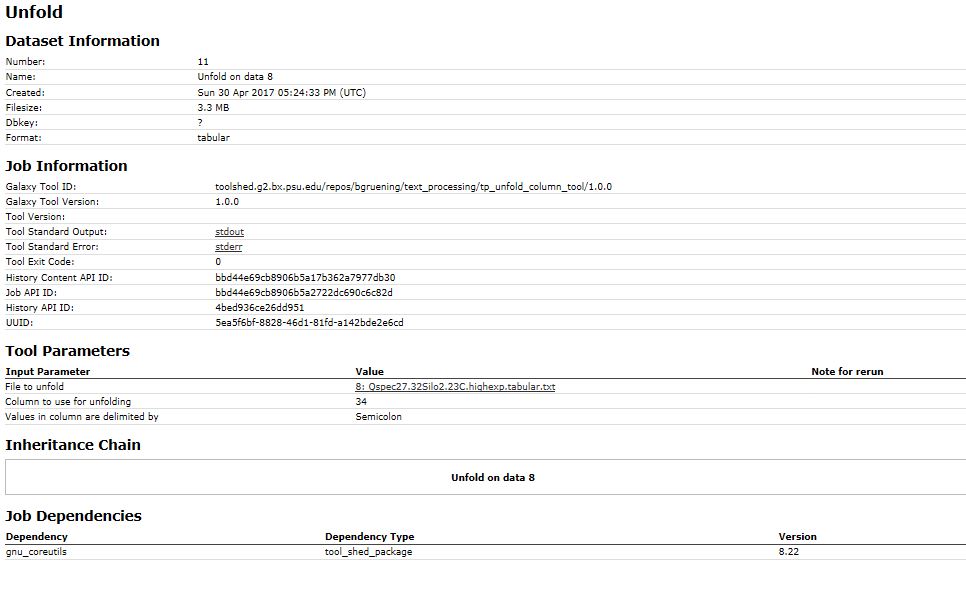 Unfold
Dataset Information
Number: 11
Name: Unfold on data 8
Created: Sun 30 Apr 2017 05:24:33 PM (UTC)
Filesize: 3.3 MB
Dbkey: ?
Format: tabular
Job Information
Galaxy Tool ID: toolshed.g2.bx.psu.edu/repos/bgruening/text_processing/tp_unfold_column_tool/1.0.0
Galaxy Tool Version: 1.0.0
Tool Version:
Tool Standard Output: stdout
Tool Standard Error: stderr
Tool Exit Code: 0
History Content API ID: bbd44e69cb8906b5a17b362a7977db30
Job API ID: bbd44e69cb8906b5a2722dc690c6c82d
History API ID: 4bed936ce26dd951
UUID: 5ea5f6bf-8828-46d1-81fd-a142bde2e6cd
Tool Parameters
Input Parameter Value Note for rerun
File to unfold 8: Qspec27.32Silo2.23C.highexp.tabular.txt
Column to use for unfolding 34
Values in column are delimited by Semicolon
Inheritance Chain
Unfold on data 8
Job Dependencies
Dependency Dependency Type Version
gnu_coreutils tool_shed_package 8.22